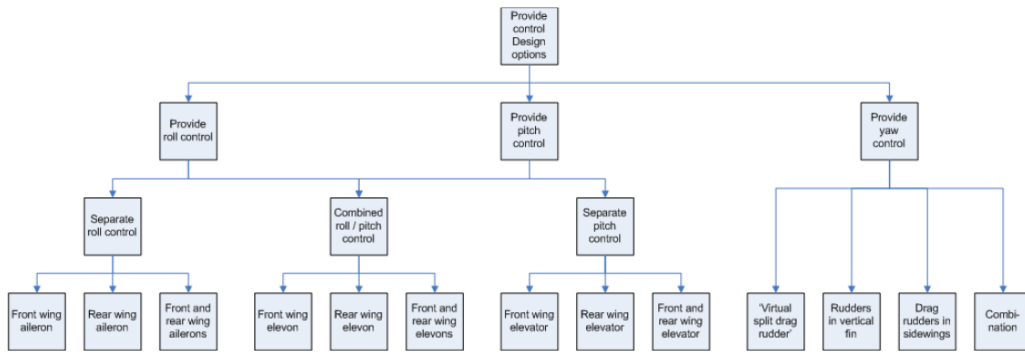 Provide
control
Design
options
Provide
roll control
Provide
pitch
control
Provide
yaw
control
Separate
roll control
Combined
roll / pitch
control
Separate
pitch
control
Front wing
aileron
Rear wing
aileron
Front and
rear wing
ailerons
Front wing
elevon
Rear wing
elevon
Front and
rear wing
elevons
Front wing
elevator
Rear wing
elevator
Front and
rear wing
elevator
'Virtual
split drag
rudder'
Rudders
in vertical
fin
Drag
rudders in
sidewings
Combi-
nation